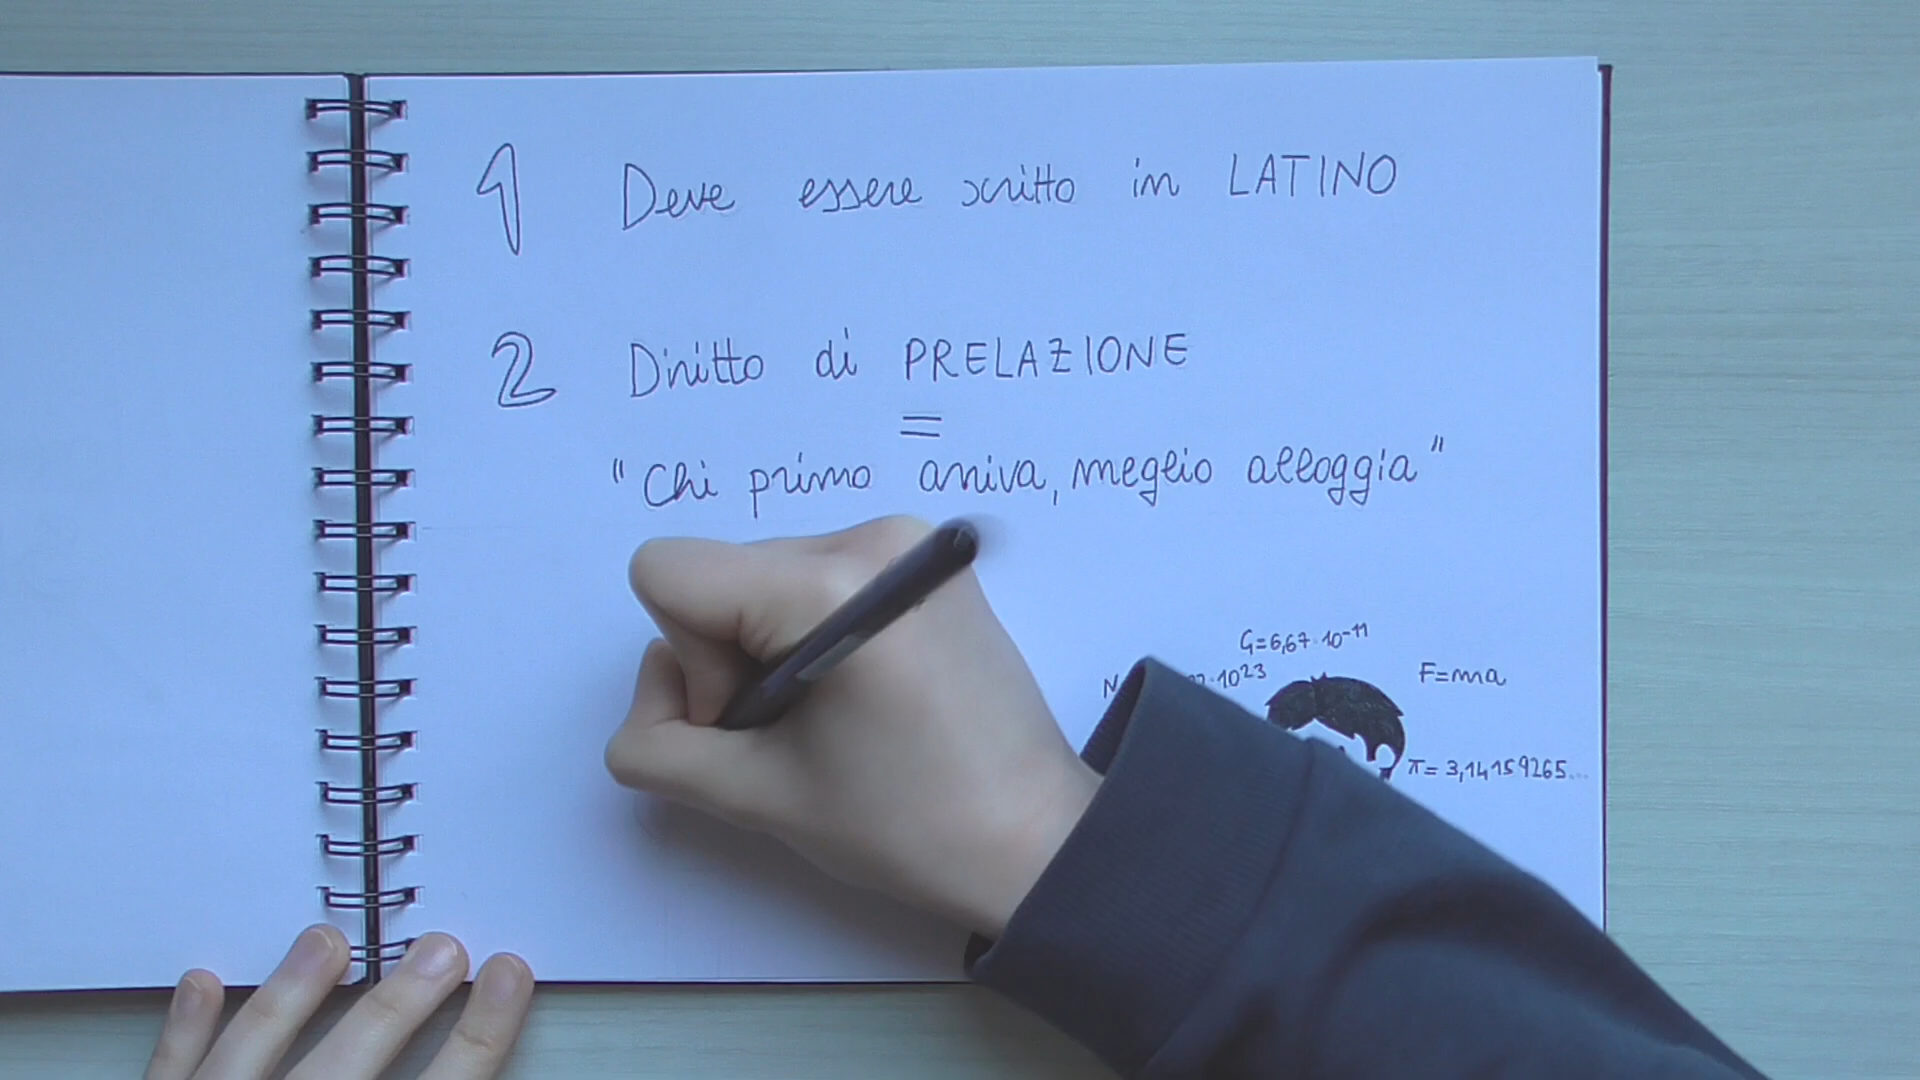 1 Deve essere scritto in LATINO
2 Diritto di PRELAZIONE
=
"Chi primo arriva, meglio alloggia"
G=6,67·10⁻¹¹
N ·10²³
F=ma
π=3,14159265...